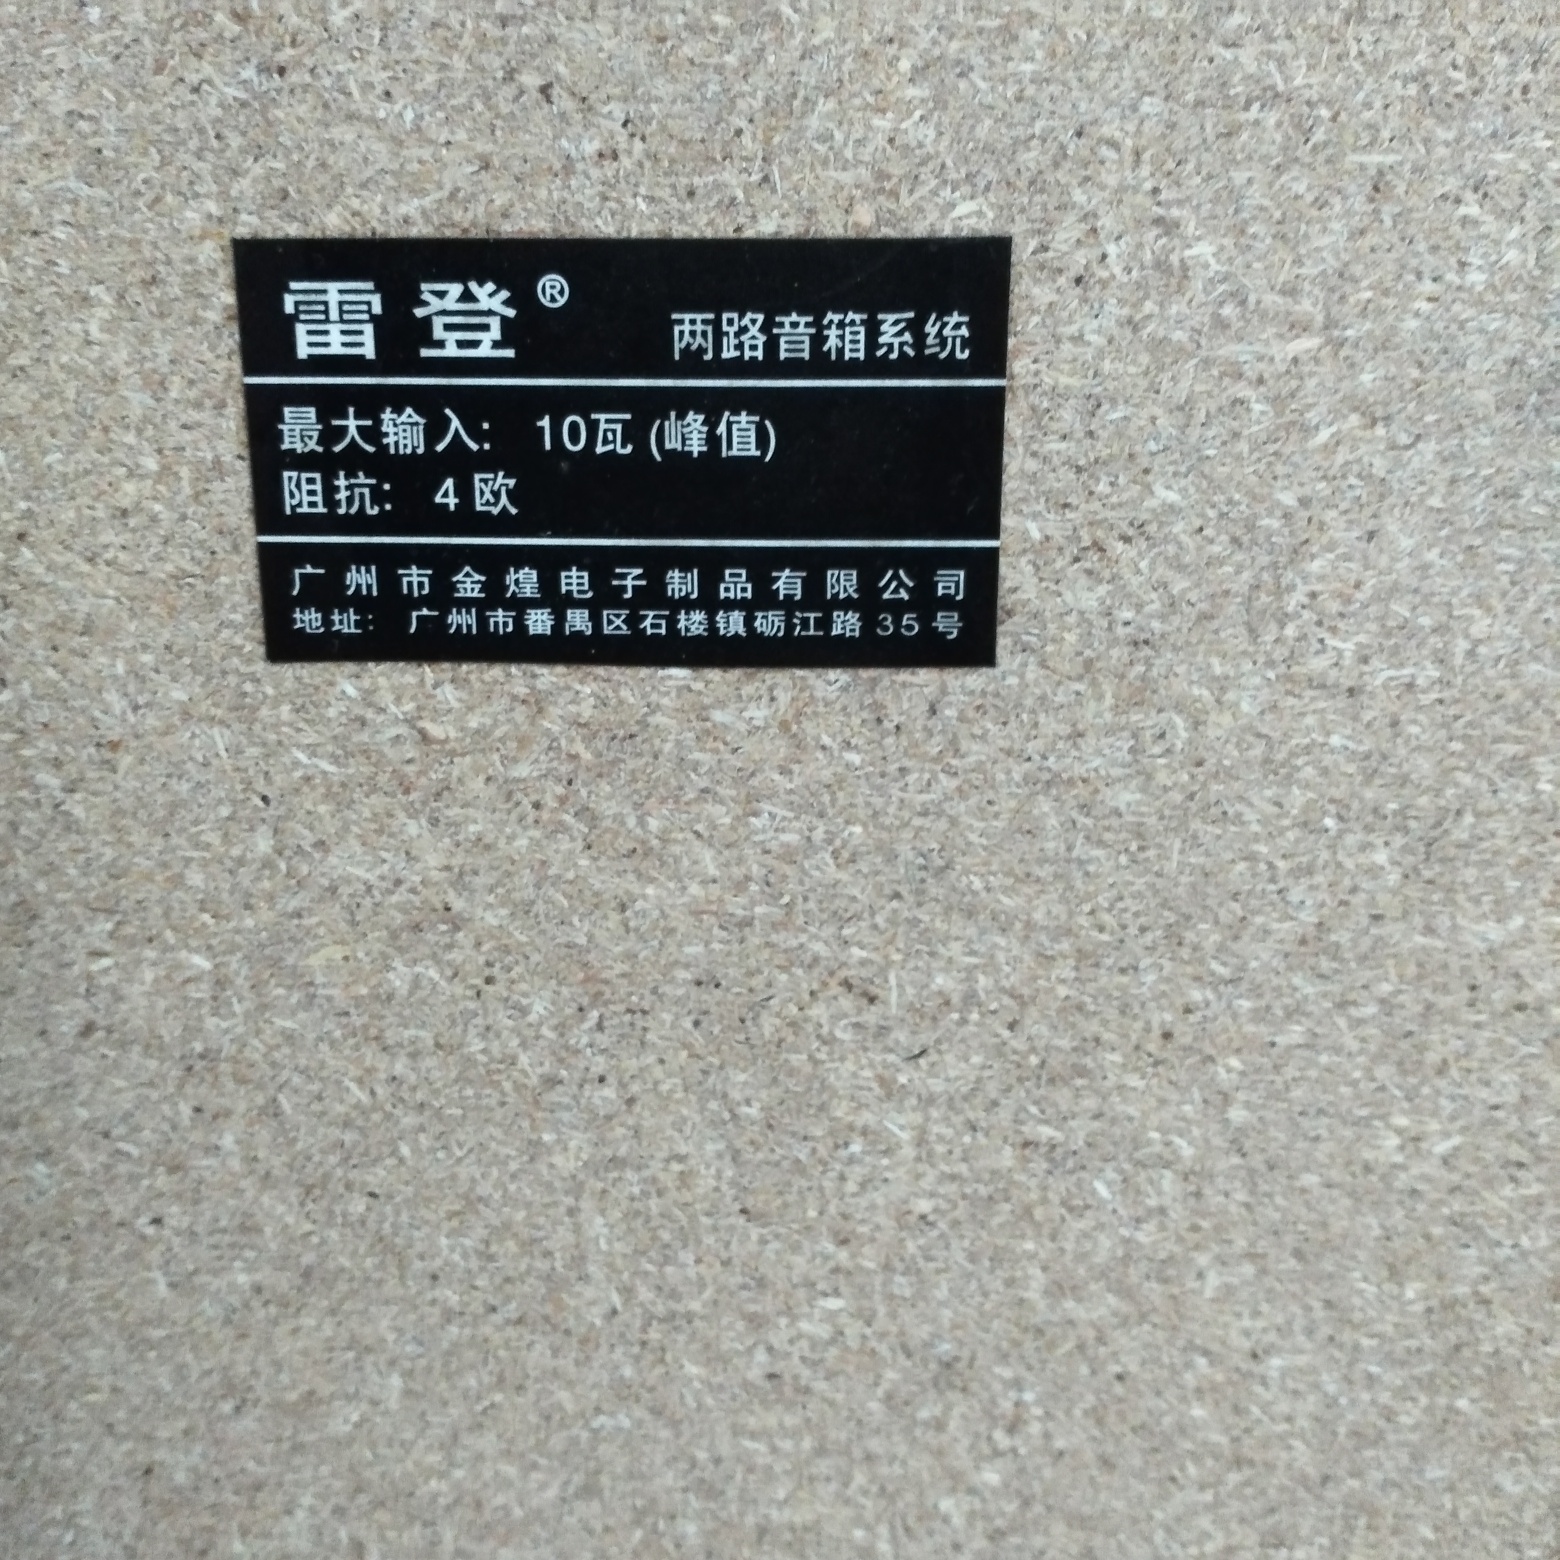 雷登®
两路音箱系统
最大输入: 10瓦 (峰值)
阻抗: 4 欧
广州市金煌电子制品有限公司
地址: 广州市番禺区石楼镇砺江路35号